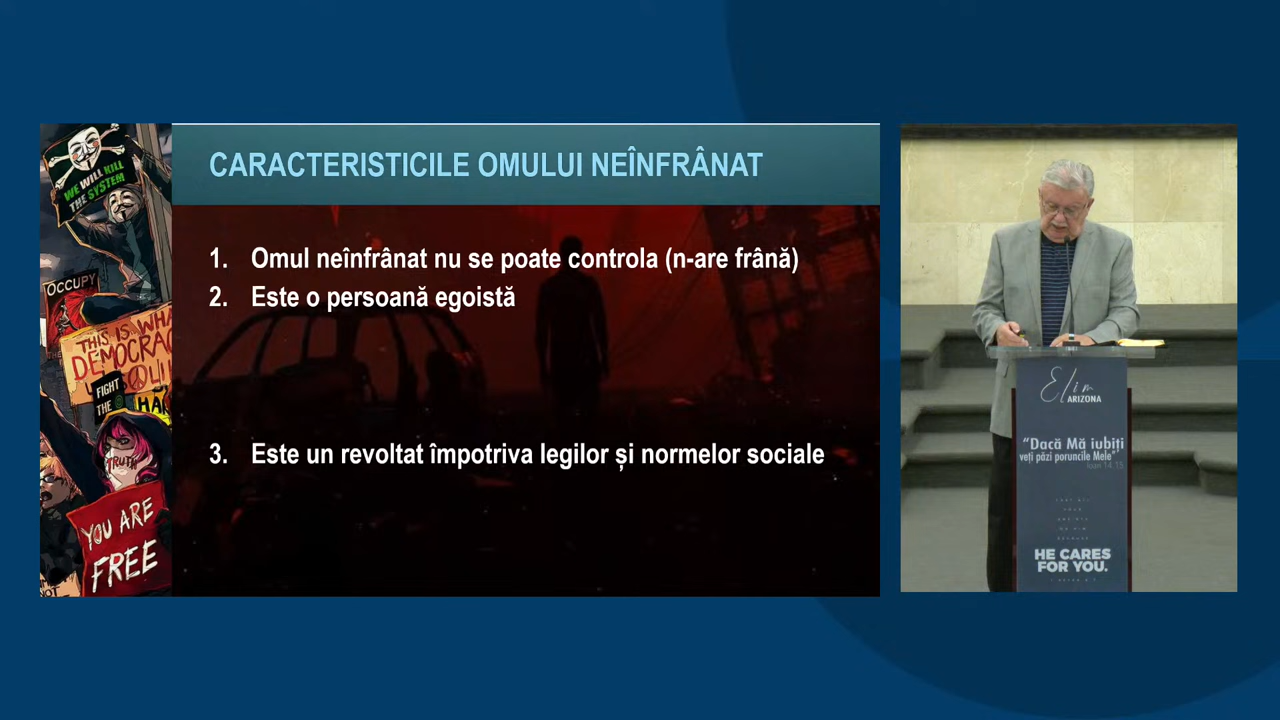 CARACTERISTICILE OMULUI NEÎNFRÂNAT
1. Omul neînfrânat nu se poate controla (n-are frână)
2. Este o persoană egoistă
3. Este un revoltat împotriva legilor și normelor sociale
WE WILL KILL
THE SYSTEM
OCCUPY
THIS IS WHA
DEMOCRAC
FIGHT
THE
TRUTH
YOU ARE
FREE
Elim
ARIZONA
“Dacă Mă iubiți
veți păzi poruncile Mele”
Ioan 14.15
HE CARES
FOR YOU.